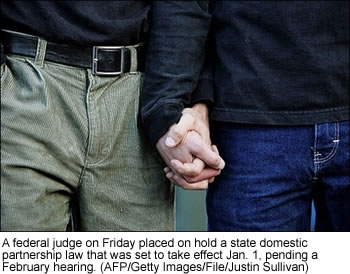 A federal judge on Friday placed on hold a state domestic
partnership law that was set to take effect Jan. 1, pending a
February hearing. (AFP/Getty Images/File/Justin Sullivan)